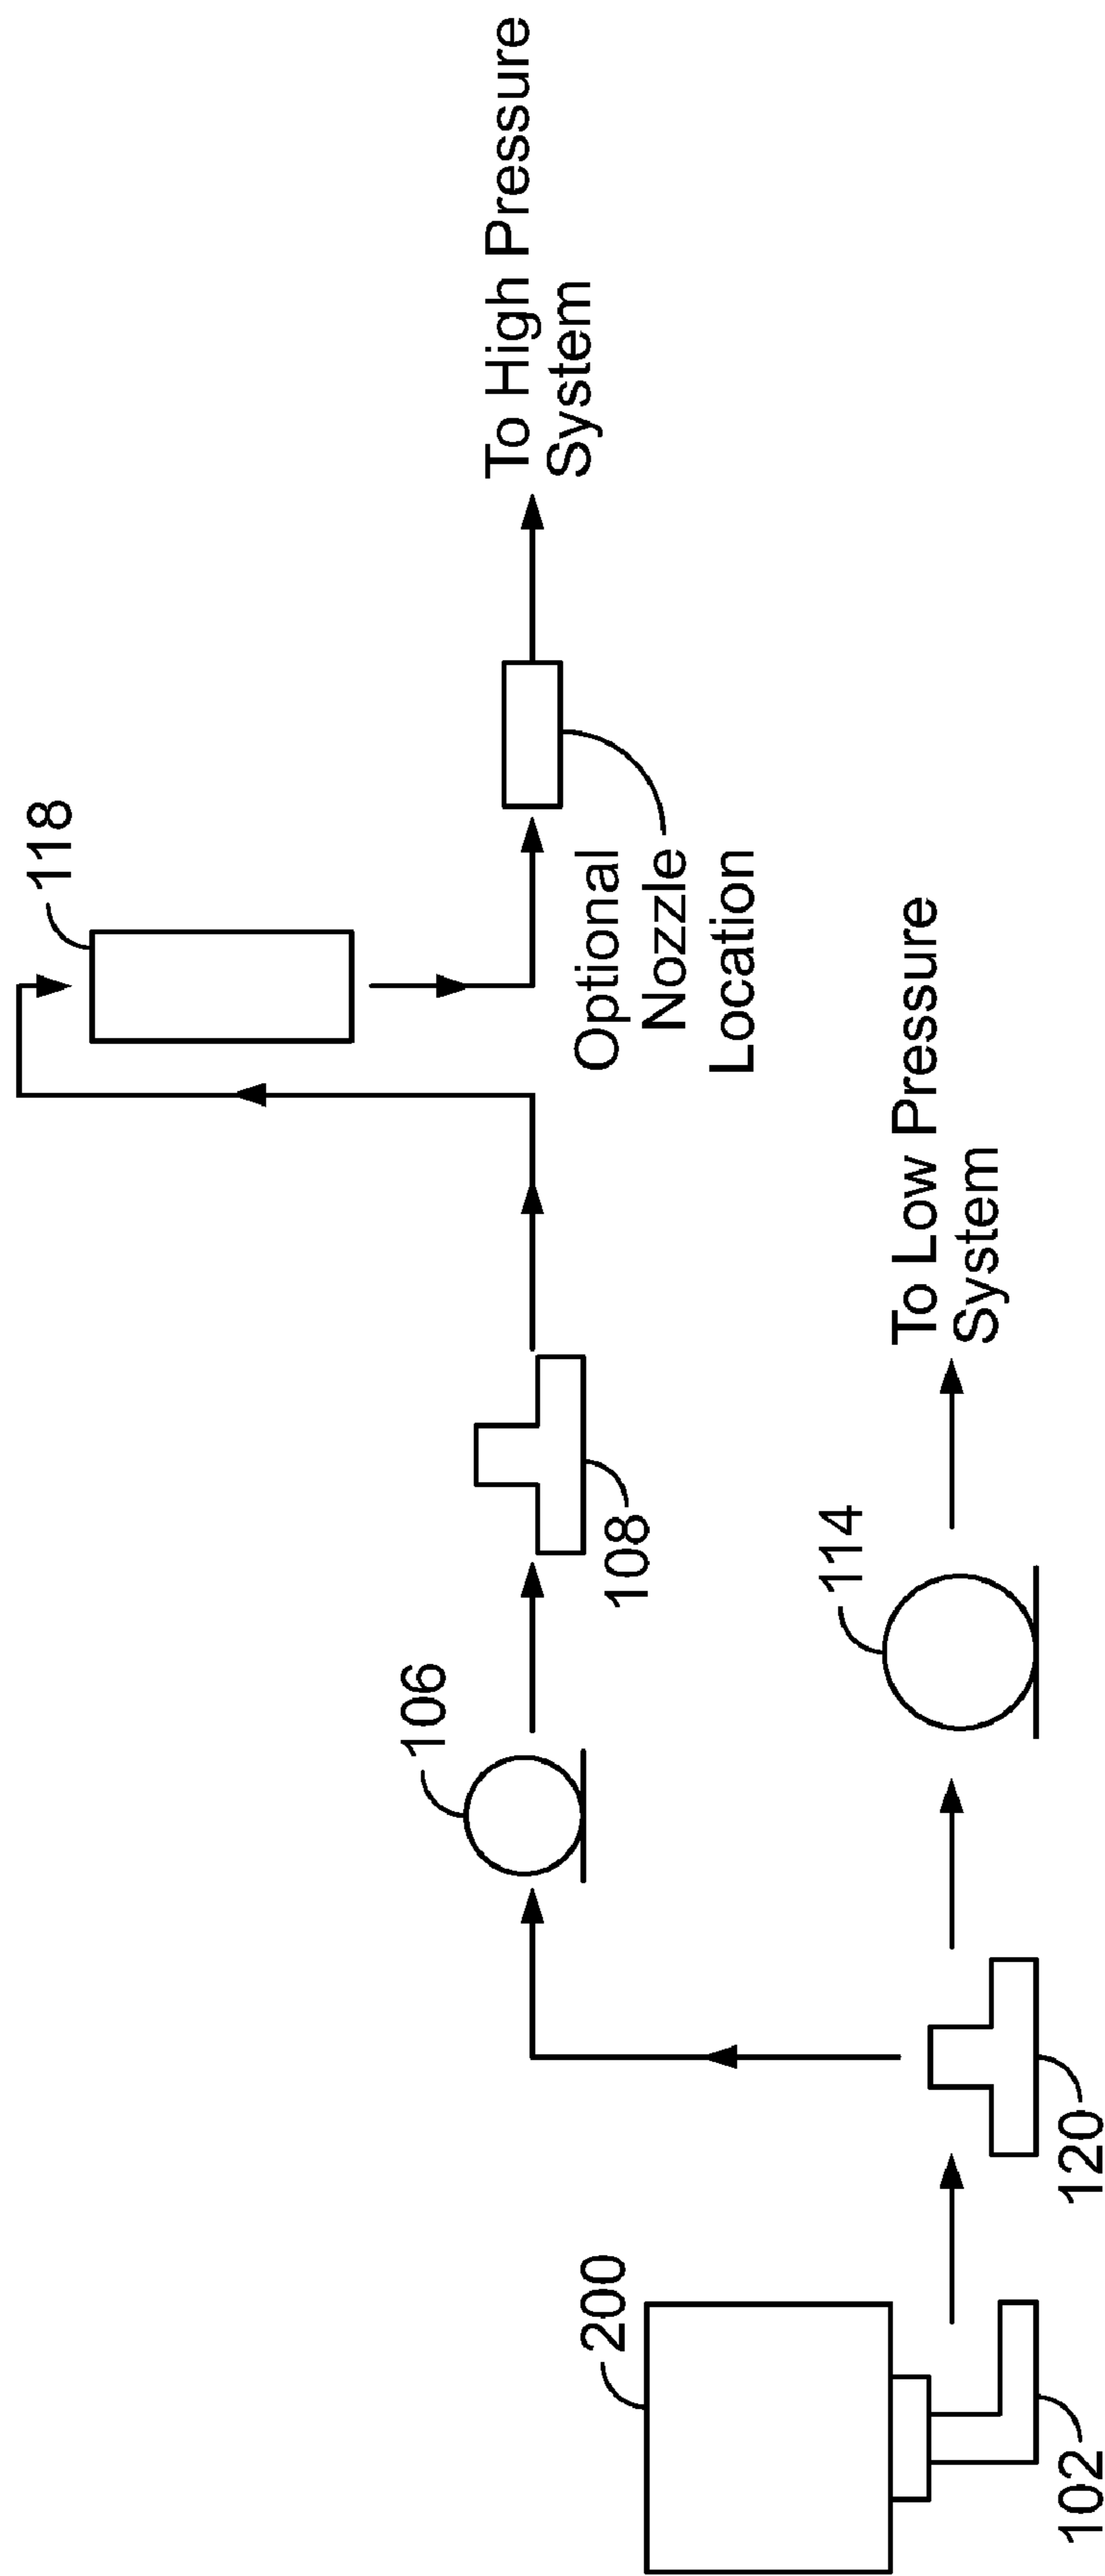 118
To High Pressure
System
106
108
Optional
Nozzle
Location
200
114
To Low Pressure
System
102
120